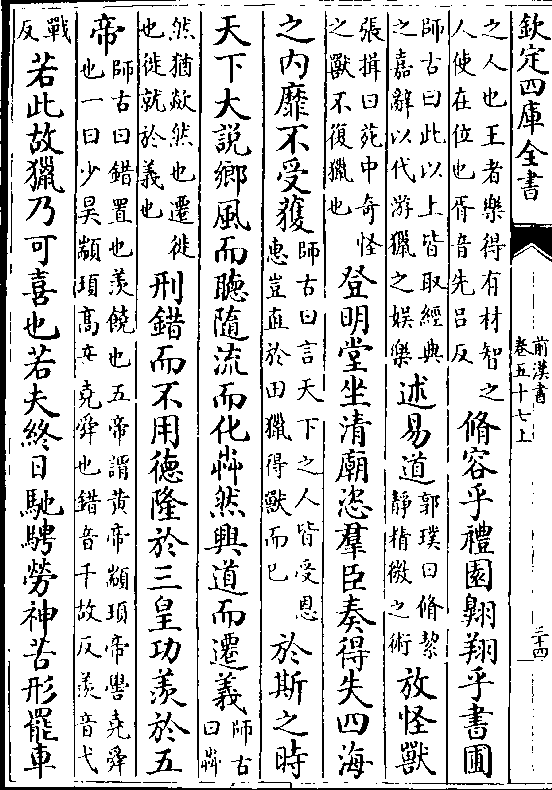 欽定四庫全書
前漢書
卷五十七上
三十四
之人也王者樂得有材智之
人使在位也胥音先呂反
脩容乎禮園翺翔乎書圃
師古曰此以上皆取經典
之嘉辭以代游獵之娯樂
述易道
郭璞曰脩絜
靜精微之術
放怪獸
張揖曰苑中奇怪
之獸不復獵也
登明堂坐清廟恣羣臣奏得失四海
之内靡不受獲
師古曰言天下之人皆受恩
惠豈直於田獵得獸而已
於斯之時
天下大説鄉風而聽隨流而化芔然興道而遷義
師古
曰芔
然猶歘然也遷徙
也徙就於義也
刑錯而不用德隆於三皇功羨於五
帝
師古曰錯置也羨饒也五帝謂黄帝顓頊帝嚳堯舜
也一曰少昊顓頊高辛堯舜也錯音千故反羨音弋
戰
反
若此故獵乃可喜也若夫終日馳騁勞神苦形罷車